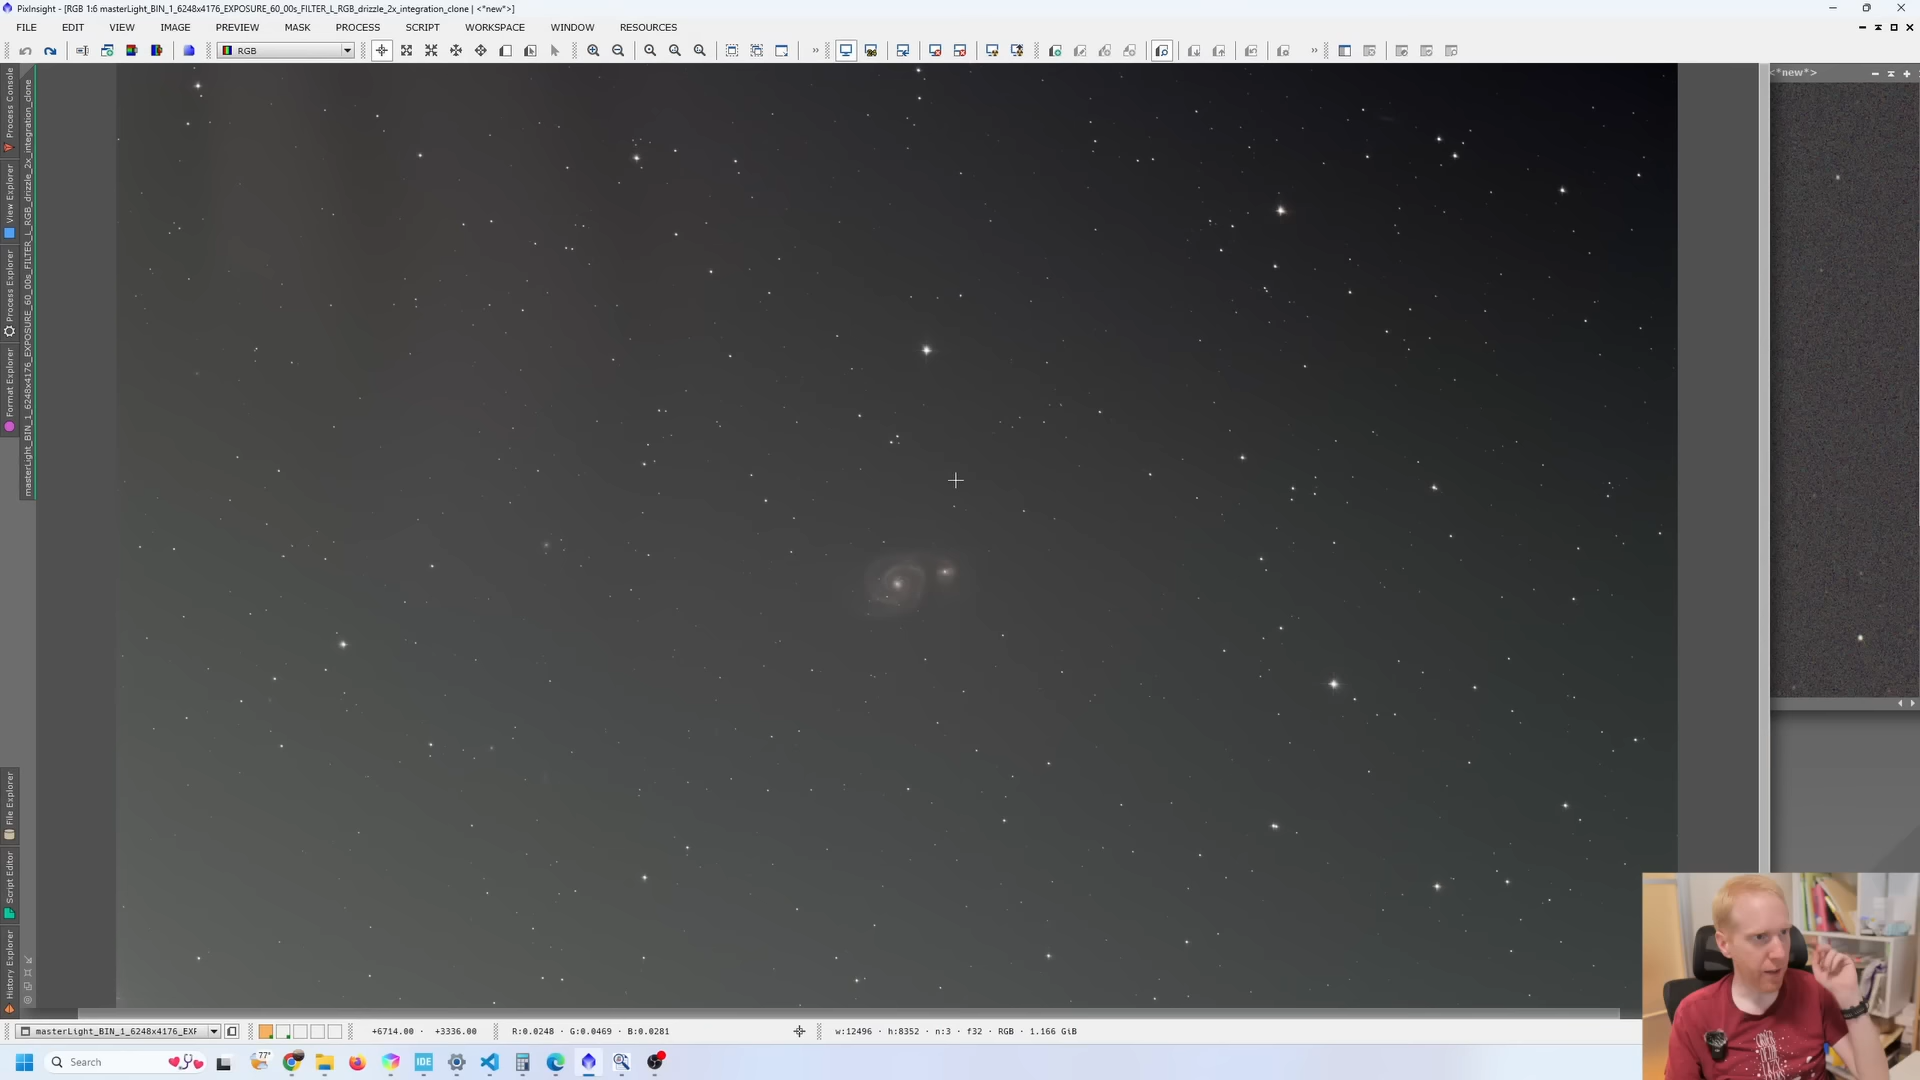 PixInsight - [RGB 1:6 masterLight_BIN_1_6248x4176_EXPOSURE_60_00s_FILTER_L_RGB_drizzle_2x_integration_clone | <*new*>]
FILE EDIT VIEW IMAGE PREVIEW MASK PROCESS SCRIPT WORKSPACE WINDOW RESOURCES
RGB
<*new*>
Process Console
View Explorer
Process Explorer
Format Explorer
File Explorer
Script Editor
History Explorer
masterLight_BIN_1_6248x4176_EXPOSURE_60_00s_FILTER_L_RGB_drizzle_2x_integration_clone
masterLight_BIN_1_6248x4176_EXF
+6714.00 · +3336.00
R:0.0248 · G:0.0469 · B:0.0281
w:12496 · h:8352 · n:3 · f32 · RGB · 1.166 GiB
Search
77°
IDE